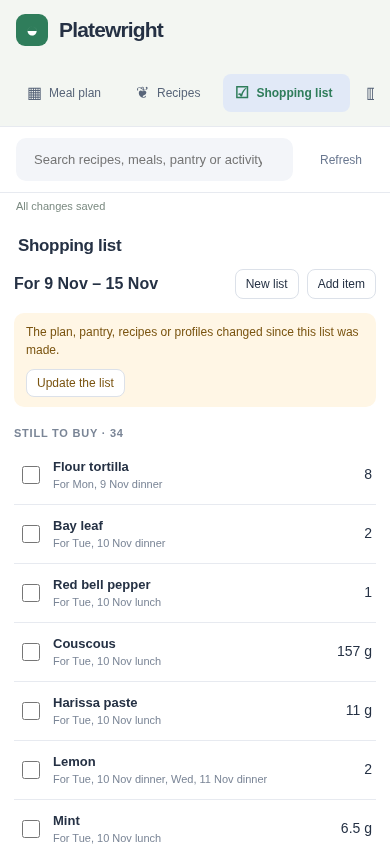 Platewright
Meal plan
Recipes
Shopping list
Search recipes, meals, pantry or activity
Refresh
All changes saved
Shopping list
For 9 Nov – 15 Nov
New list
Add item
The plan, pantry, recipes or profiles changed since this list was
made.
Update the list
STILL TO BUY · 34
Flour tortilla
8
For Mon, 9 Nov dinner
Bay leaf
2
For Tue, 10 Nov dinner
Red bell pepper
1
For Tue, 10 Nov lunch
Couscous
157 g
For Tue, 10 Nov lunch
Harissa paste
11 g
For Tue, 10 Nov lunch
Lemon
2
For Tue, 10 Nov dinner, Wed, 11 Nov dinner
Mint
6.5 g
For Tue, 10 Nov lunch